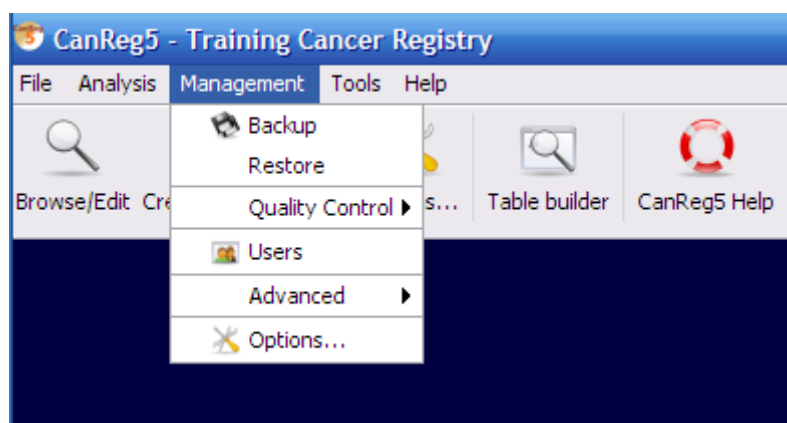 CanReg5 - Training Cancer Registry
File Analysis Management Tools Help
Backup
Restore
Browse/Edit Cre s... Table builder CanReg5 Help
Quality Control
Users
Advanced
Options...